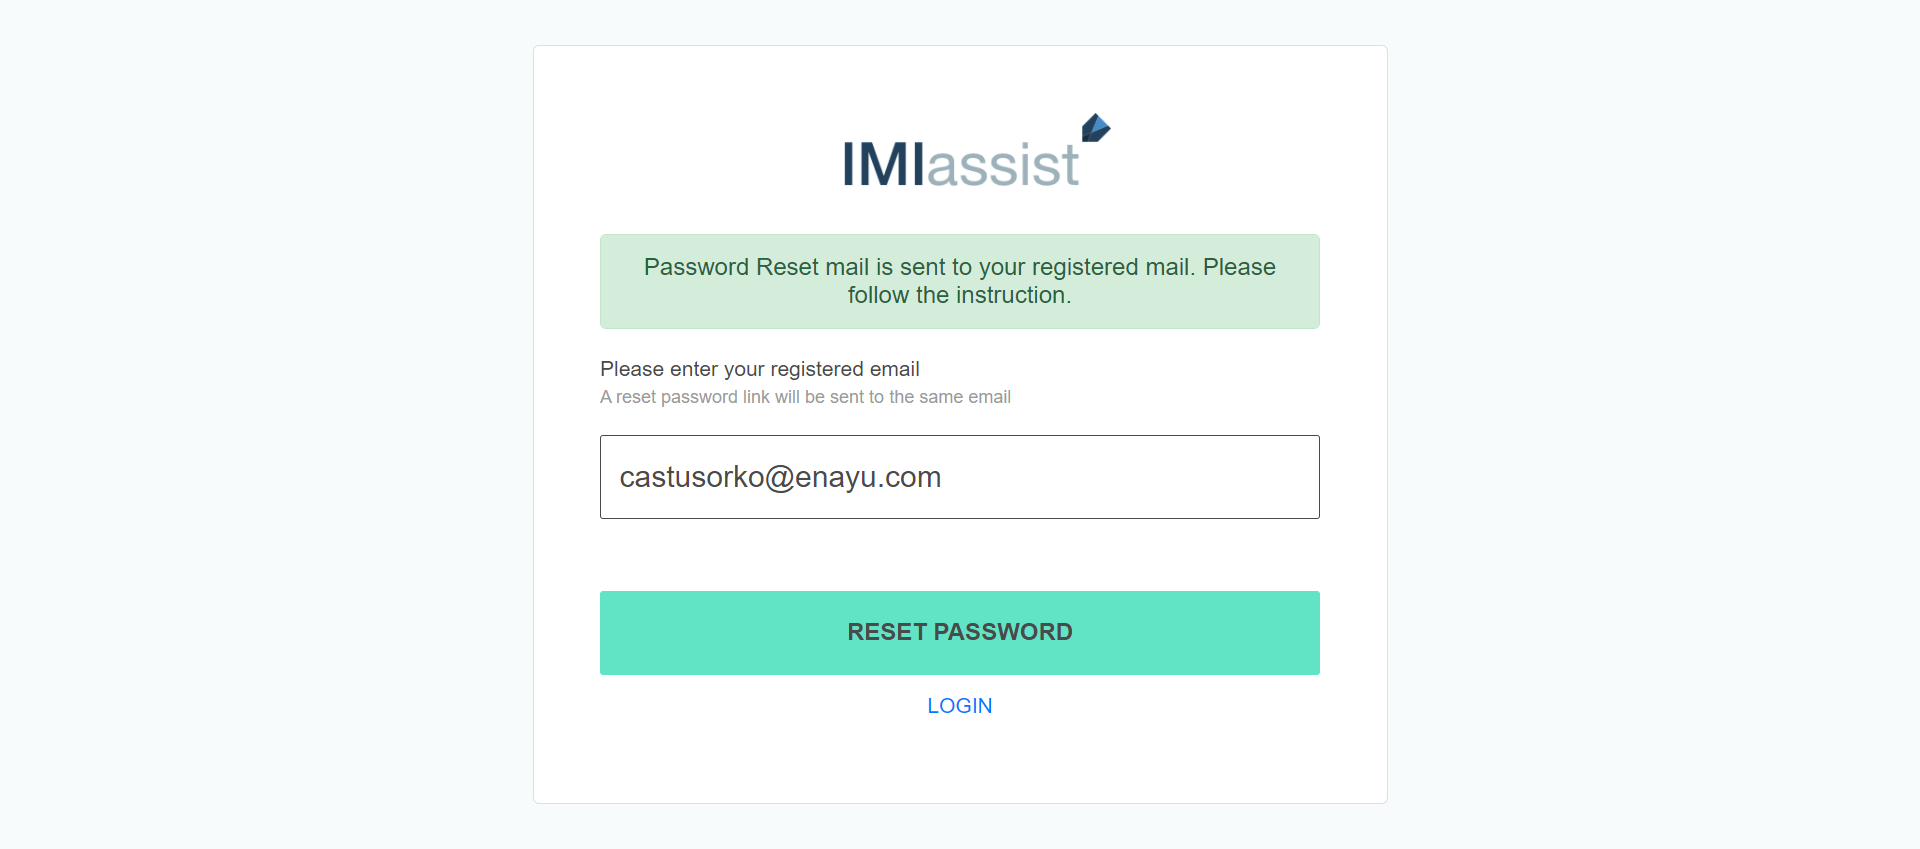 IMIassist
Password Reset mail is sent to your registered mail. Please
follow the instruction.
Please enter your registered email
A reset password link will be sent to the same email
castusorko@enayu.com
RESET PASSWORD
LOGIN